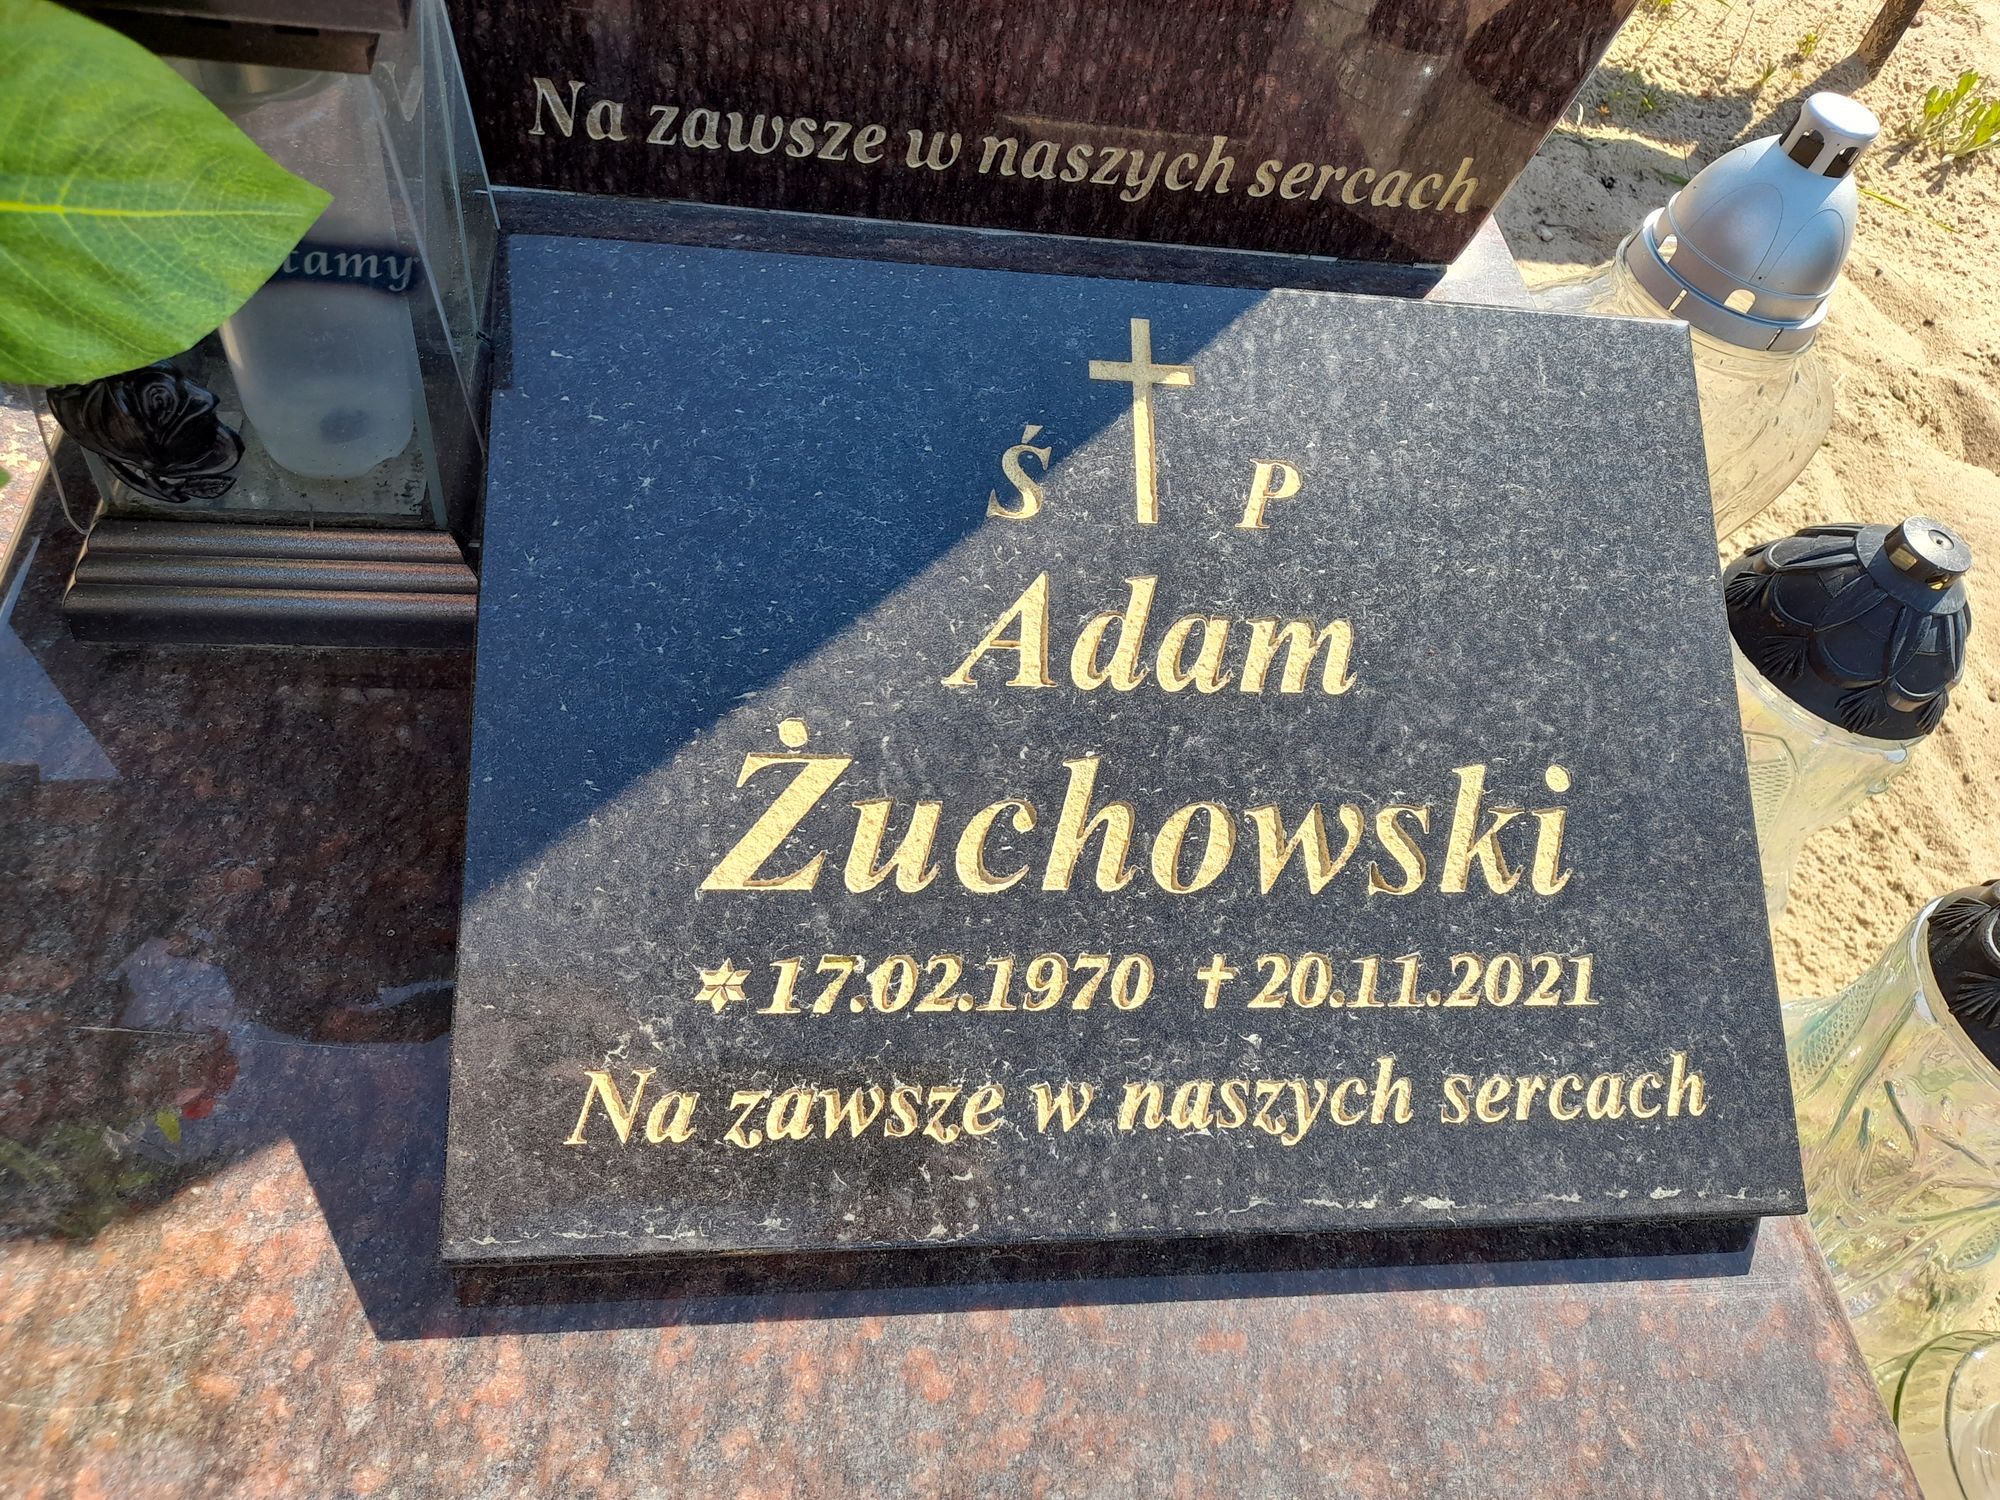 Na zawsze w naszych sercach
Ś P
Adam
Żuchowski
* 17.02.1970 † 20.11.2021
Na zawsze w naszych sercach